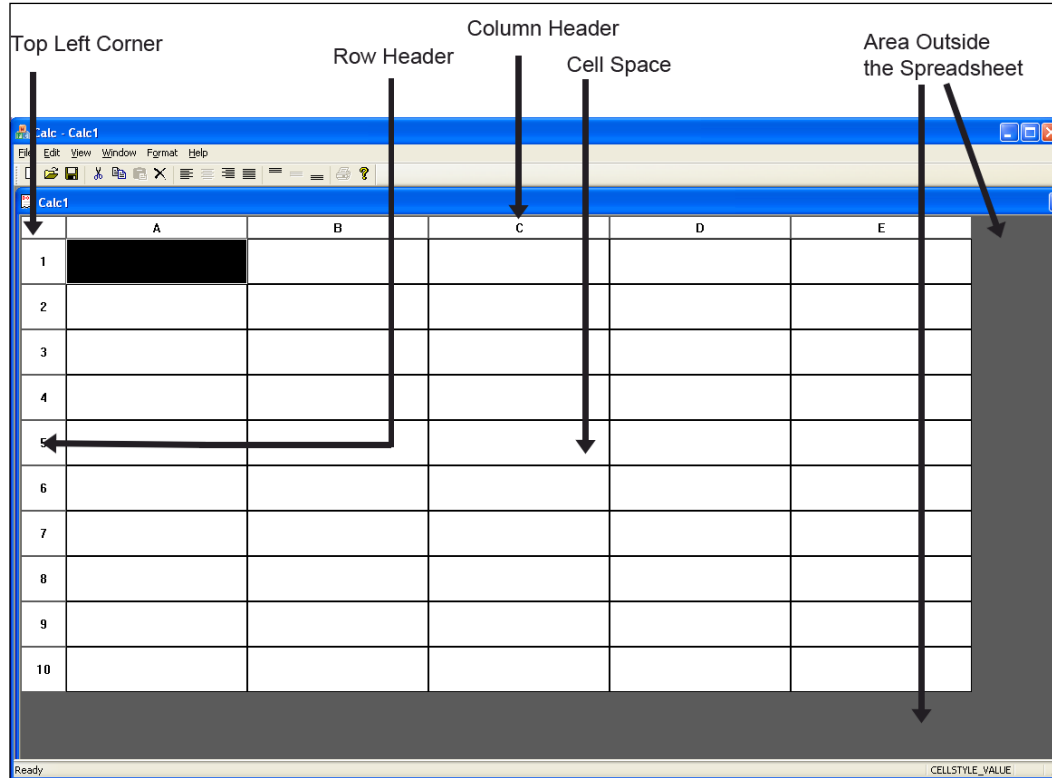 Column Header
Top Left Corner
Row Header
Cell Space
Area Outside
the Spreadsheet
Calc - Calc1
File Edit View Window Format Help
Calc1
A B C D E
1
2
3
4
5
6
7
8
9
10
Ready CELLSTYLE_VALUE